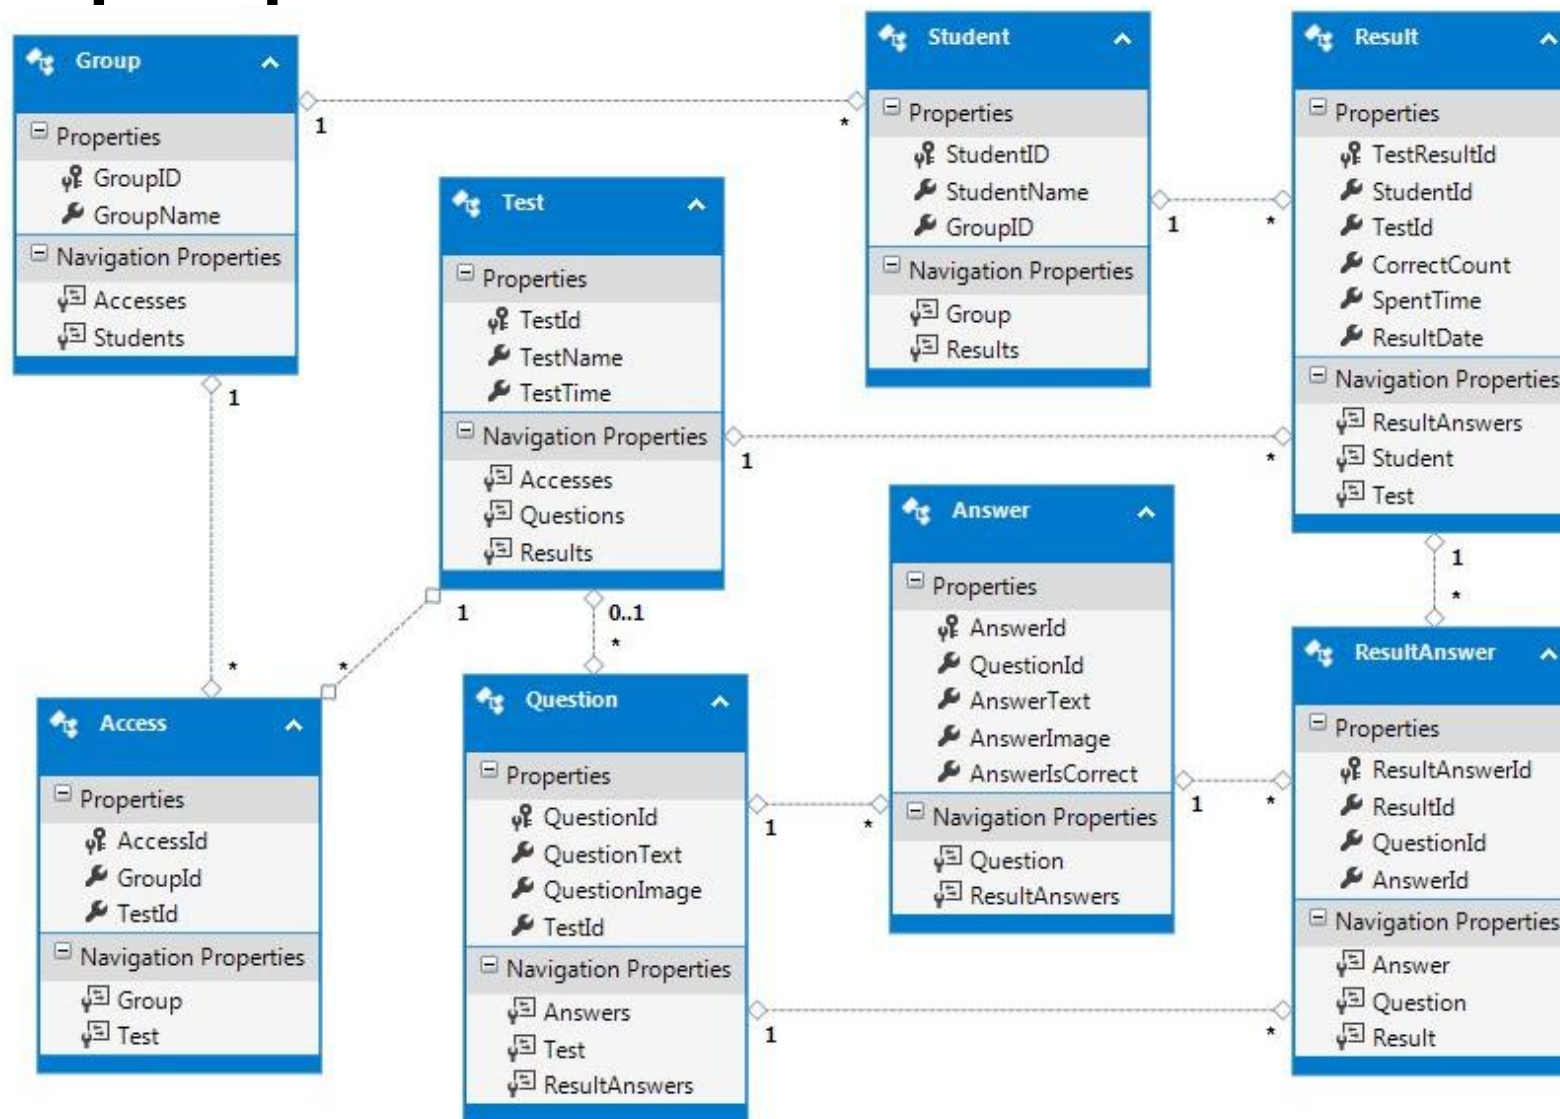 Group
Properties
GroupID
GroupName
Navigation Properties
Accesses
Students
1
*
1
*
Student
Properties
StudentID
StudentName
GroupID
Navigation Properties
Group
Results
1
*
Result
Properties
TestResultId
StudentId
TestId
CorrectCount
SpentTime
ResultDate
Navigation Properties
ResultAnswers
Student
Test
1
*
Test
Properties
TestId
TestName
TestTime
Navigation Properties
Accesses
Questions
Results
1
*
1
*
0..1
*
Access
Properties
AccessId
GroupId
TestId
Navigation Properties
Group
Test
Question
Properties
QuestionId
QuestionText
QuestionImage
TestId
Navigation Properties
Answers
Test
ResultAnswers
1
*
1
*
Answer
Properties
AnswerId
QuestionId
AnswerText
AnswerImage
AnswerIsCorrect
Navigation Properties
Question
ResultAnswers
1
*
ResultAnswer
Properties
ResultAnswerId
ResultId
QuestionId
AnswerId
Navigation Properties
Answer
Question
Result